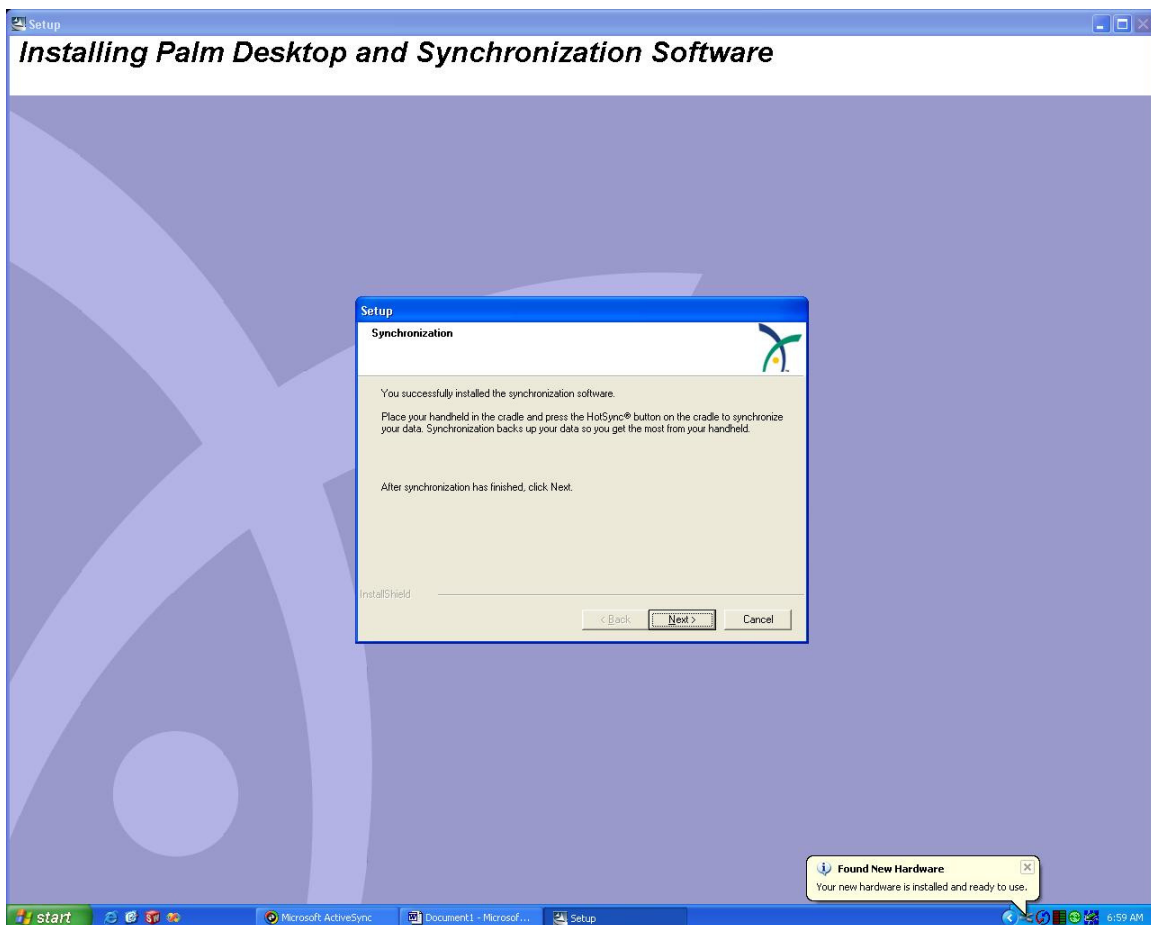 Setup
Installing Palm Desktop and Synchronization Software
Setup
Synchronization
You successfully installed the synchronization software.
Place your handheld in the cradle and press the HotSync® button on the cradle to synchronize
your data. Synchronization backs up your data so you get the most from your handheld.
After synchronization has finished, click Next.
InstallShield
< Back
Next >
Cancel
Found New Hardware
Your new hardware is installed and ready to use.
start
Microsoft ActiveSync
Document1 - Microsof...
Setup
6:59 AM